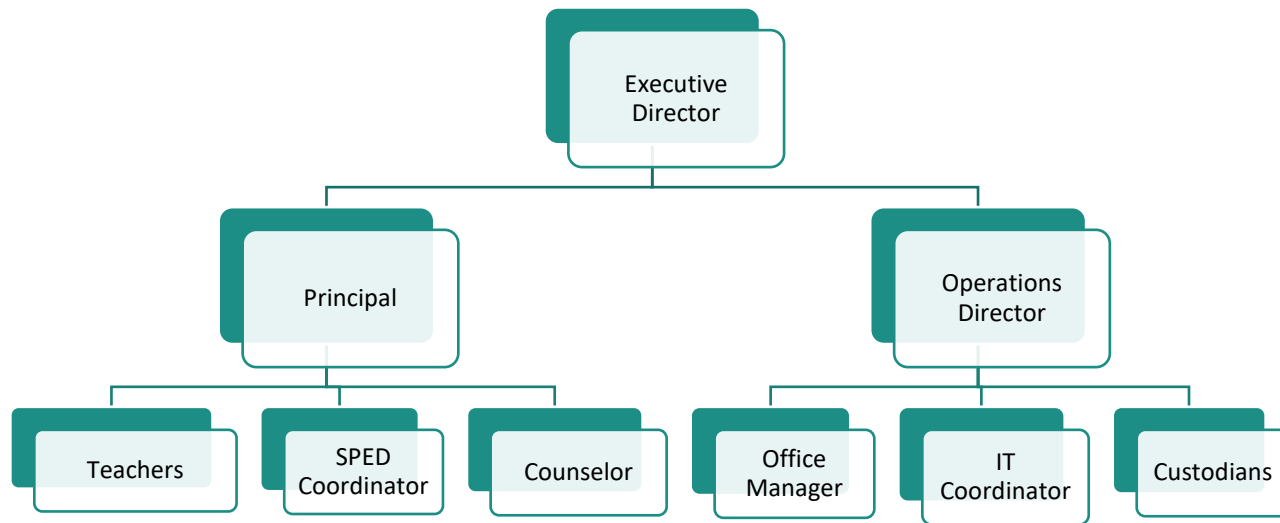 Executive
Director
Principal
Operations
Director
Teachers
SPED
Coordinator
Counselor
Office
Manager
IT
Coordinator
Custodians